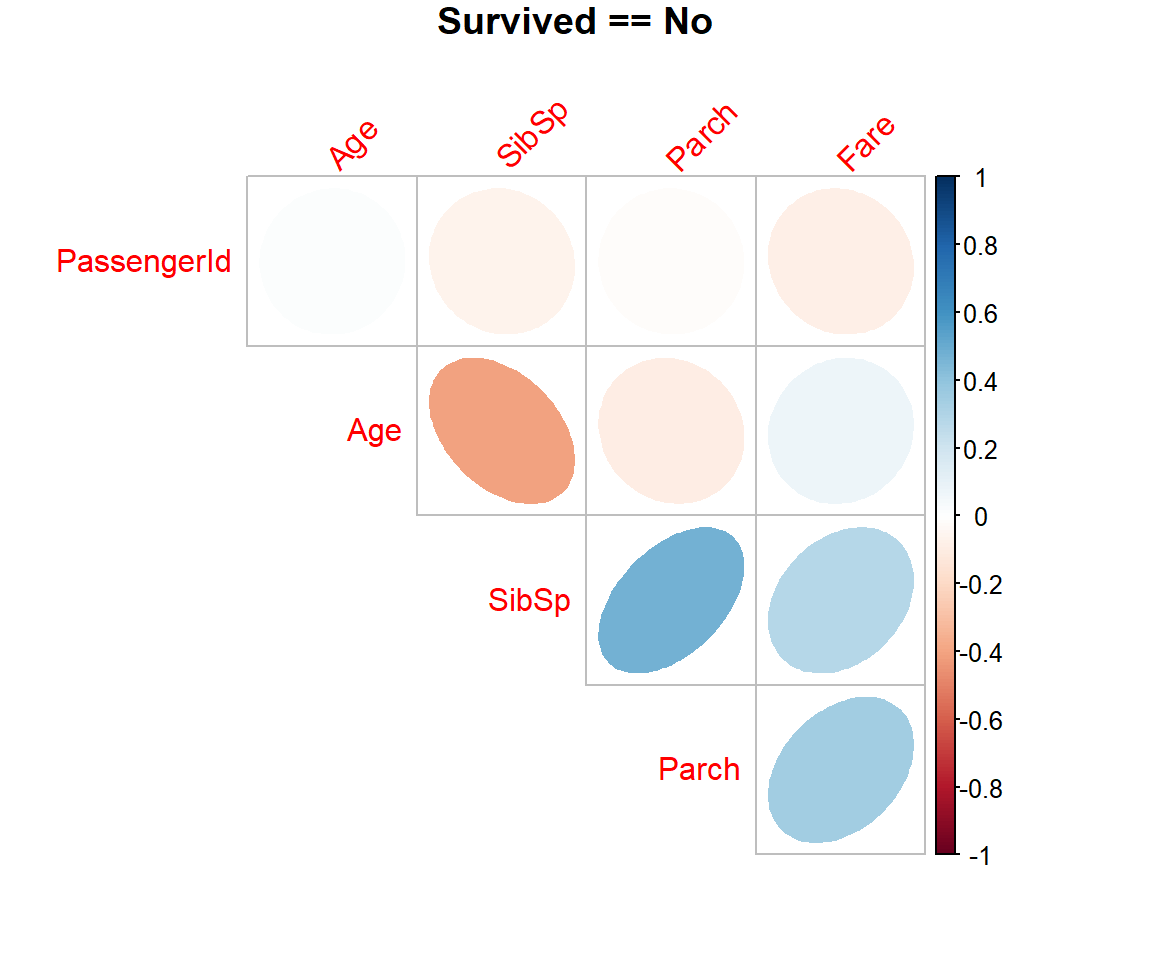 Survived == No
Age SibSp Parch Fare
PassengerId
Age
SibSp
Parch
1
0.8
0.6
0.4
0.2
0
-0.2
-0.4
-0.6
-0.8
-1